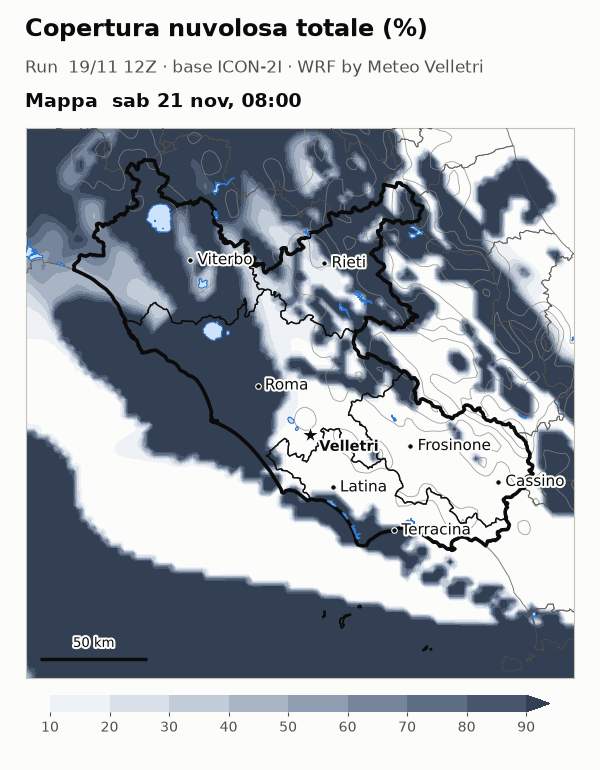 Copertura nuvolosa totale (%)
Run 19/11 12Z · base ICON-2I · WRF by Meteo Velletri
Mappa sab 21 nov, 08:00
Viterbo
Rieti
Roma
Velletri
Frosinone
Latina
Cassino
Terracina
50 km
10 20 30 40 50 60 70 80 90